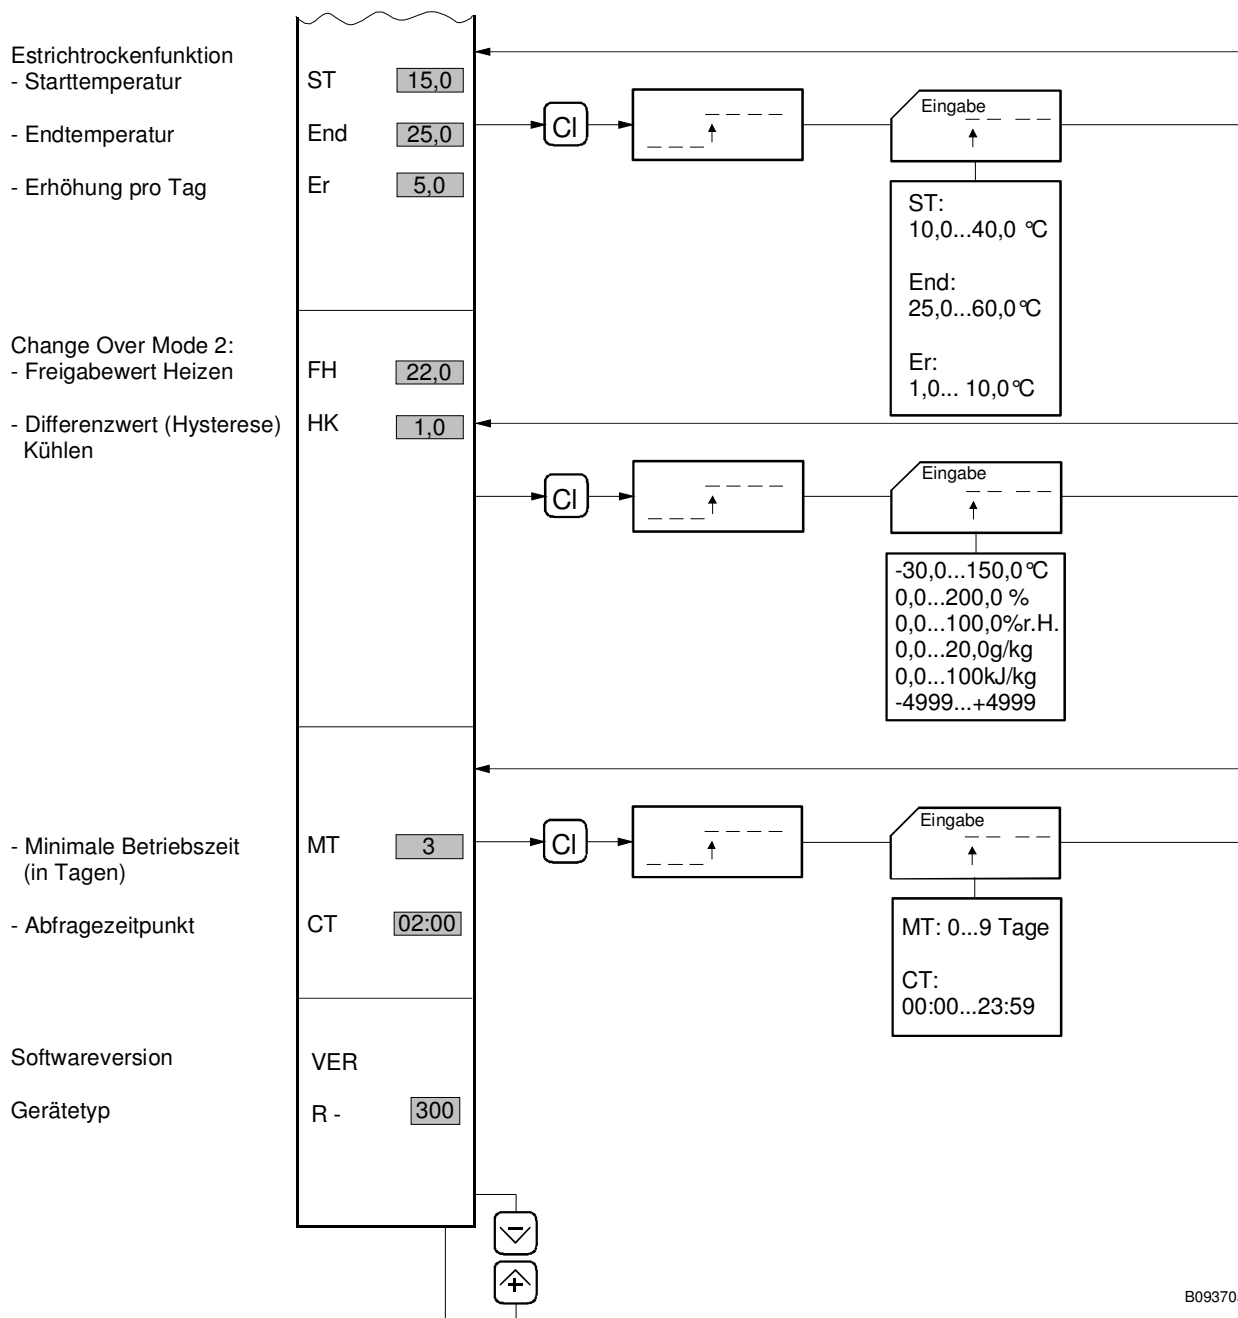 Estrichtrockenfunktion
- Starttemperatur ST 15,0
- Endtemperatur End 25,0
- Erhöhung pro Tag Er 5,0
CI
Eingabe
ST:
10,0...40,0 °C
End:
25,0...60,0°C
Er:
1,0... 10,0°C
Change Over Mode 2:
- Freigabewert Heizen FH 22,0
- Differenzwert (Hysterese) HK 1,0
Kühlen
CI
Eingabe
-30,0...150,0°C
0,0...200,0 %
0,0...100,0%r.H.
0,0...20,0g/kg
0,0...100kJ/kg
-4999...+4999
- Minimale Betriebszeit MT 3
(in Tagen)
- Abfragezeitpunkt CT 02:00
CI
Eingabe
MT: 0...9 Tage
CT:
00:00...23:59
Softwareversion VER
Gerätetyp R - 300